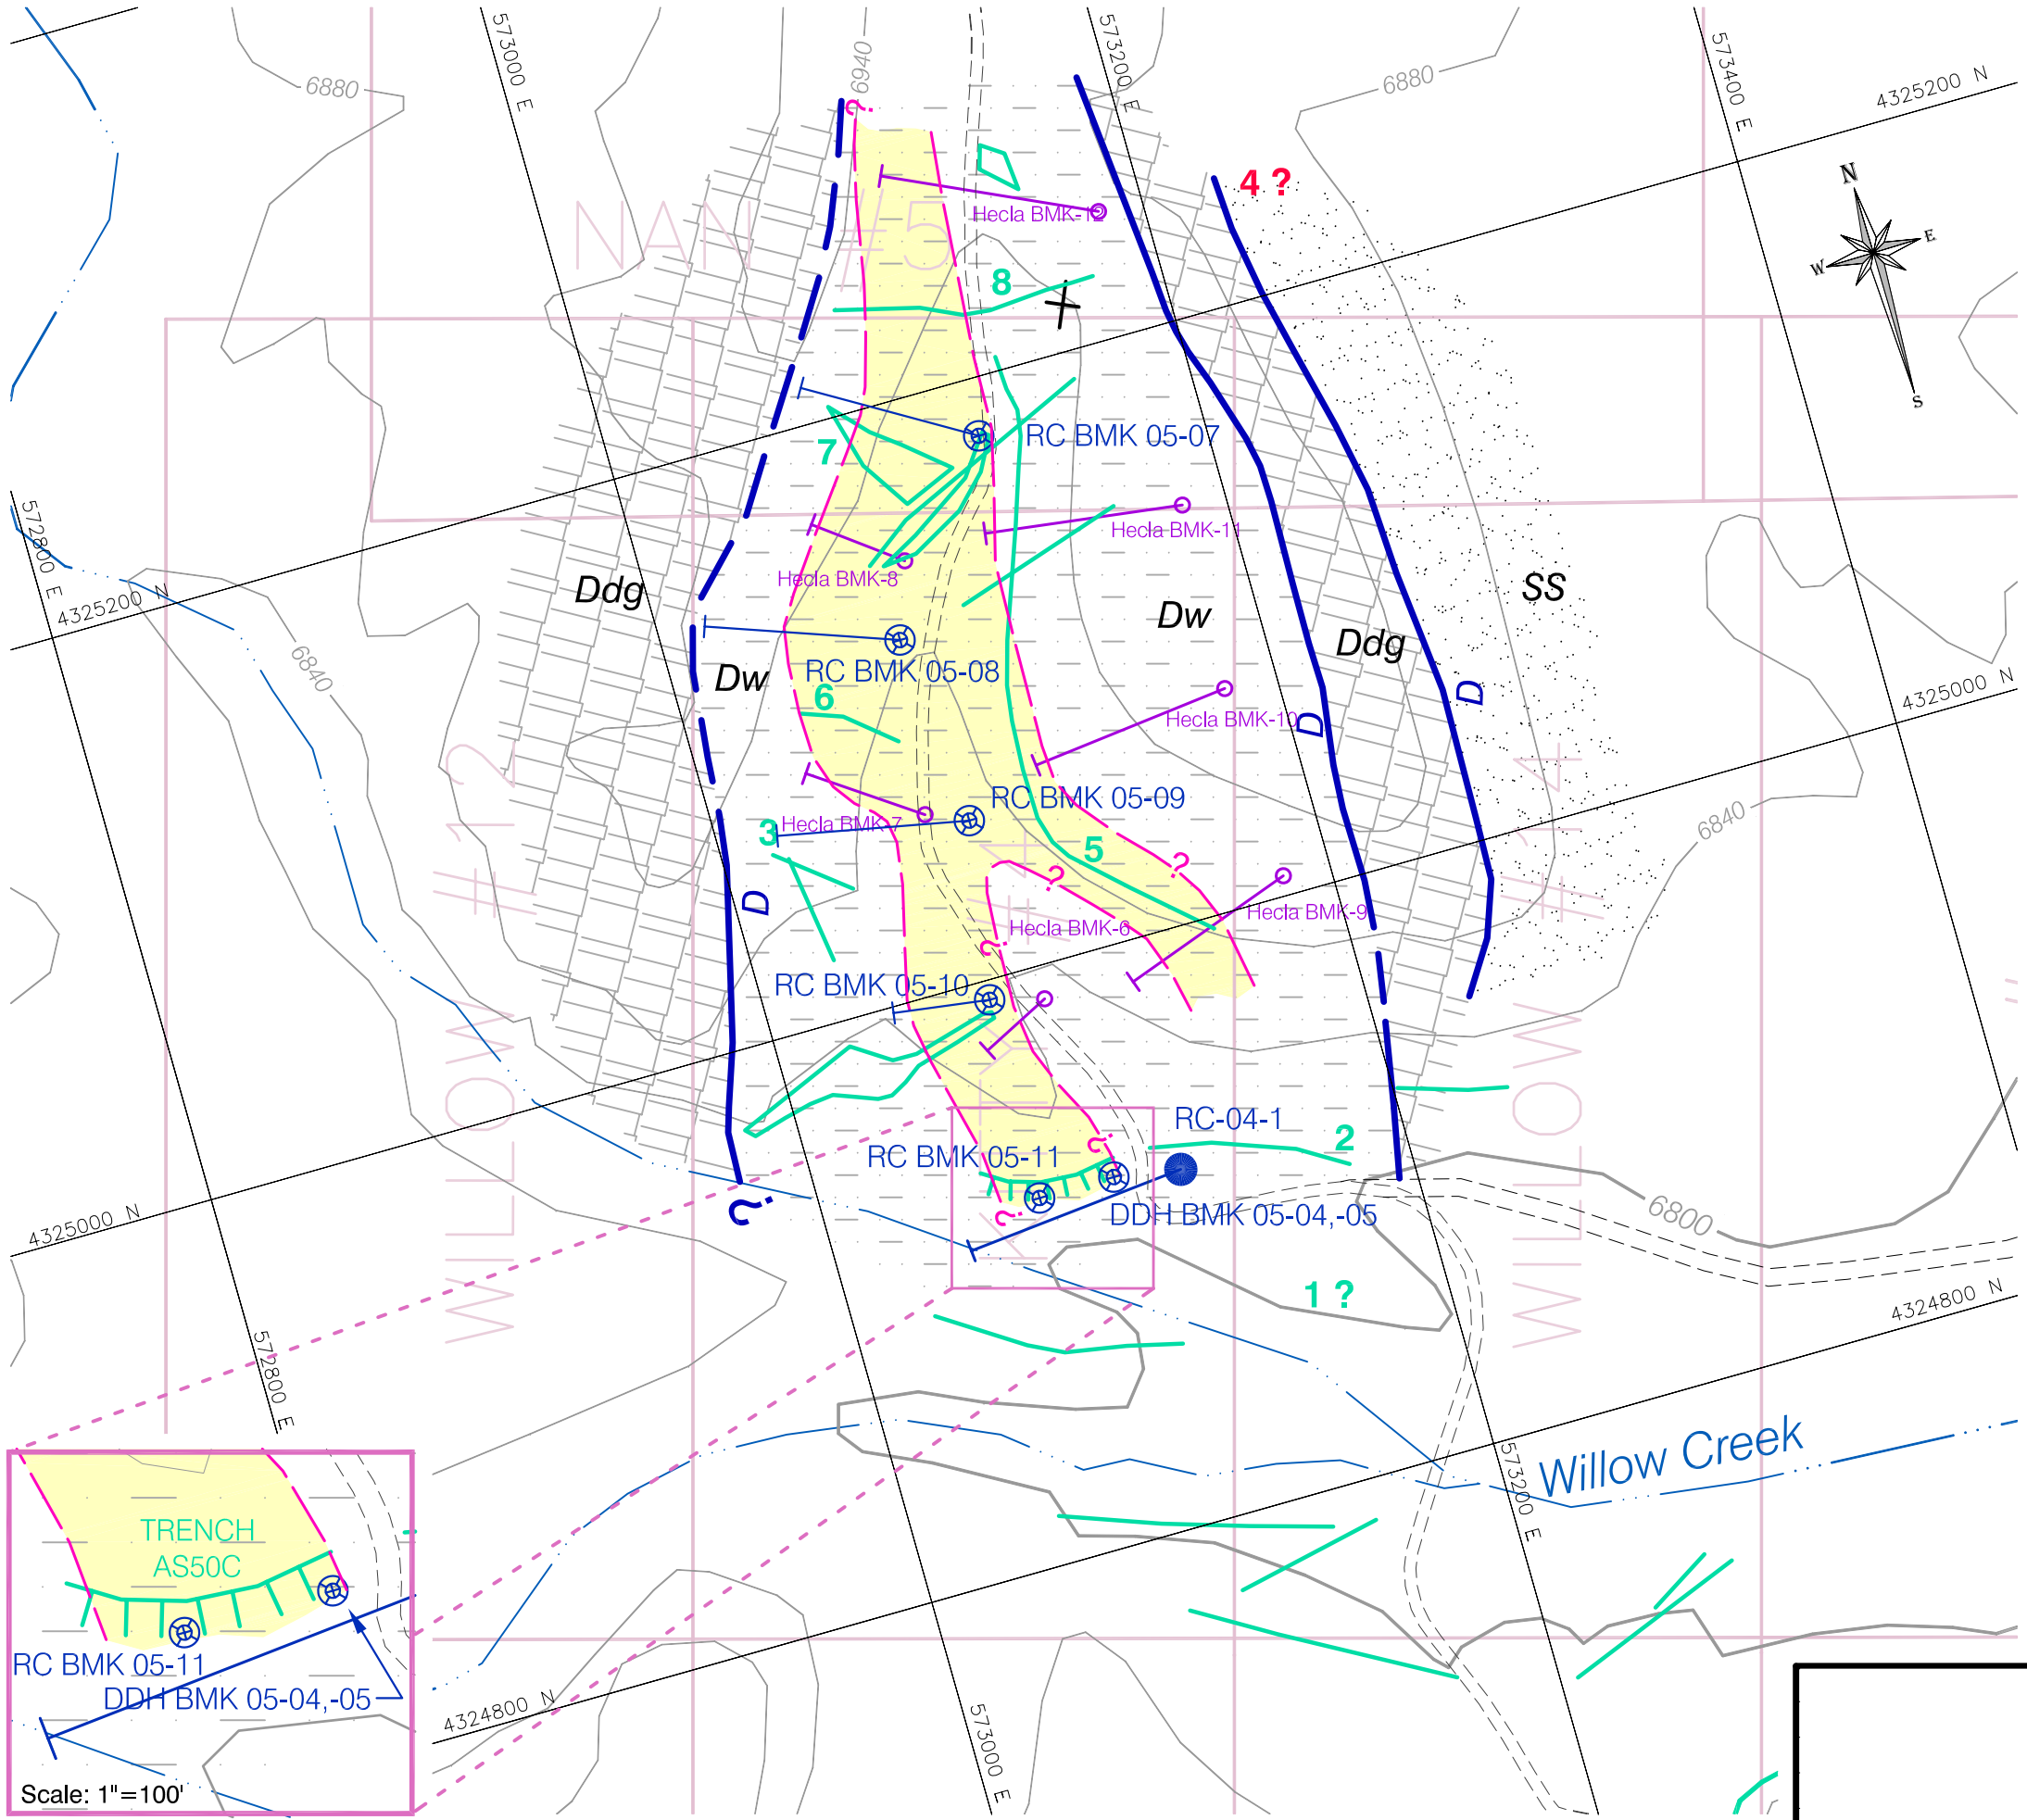 573000 E
6940
573200 E
573400 E
6880
6880
4325200 N
N
E
W
S
?
4 ?
NAN #5
Hecla BMK-12
8
RC BMK 05-07
7
Hecla BMK-11
572800 E
4325200 N
Hecla BMK-8
Ddg
SS
Dw
Ddg
6840
RC BMK 05-08
Dw
6
D
D
Hecla BMK-10
4325000 N
WILLOW #12
WILLOW #14
RC BMK 05-09
Hecla BMK-7
3
5
6840
?
?
D
Hecla BMK-9
Hecla BMK-6
?
RC BMK 05-10
RC-04-1
2
?
RC BMK 05-11
?
?
DDH BMK 05-04,-05
6800
4325000 N
1 ?
4324800 N
572800 E
Willow Creek
573200 E
TRENCH
AS50C
RC BMK 05-11
DDH BMK 05-04,-05
4324800 N
573000 E
Scale: 1"=100'